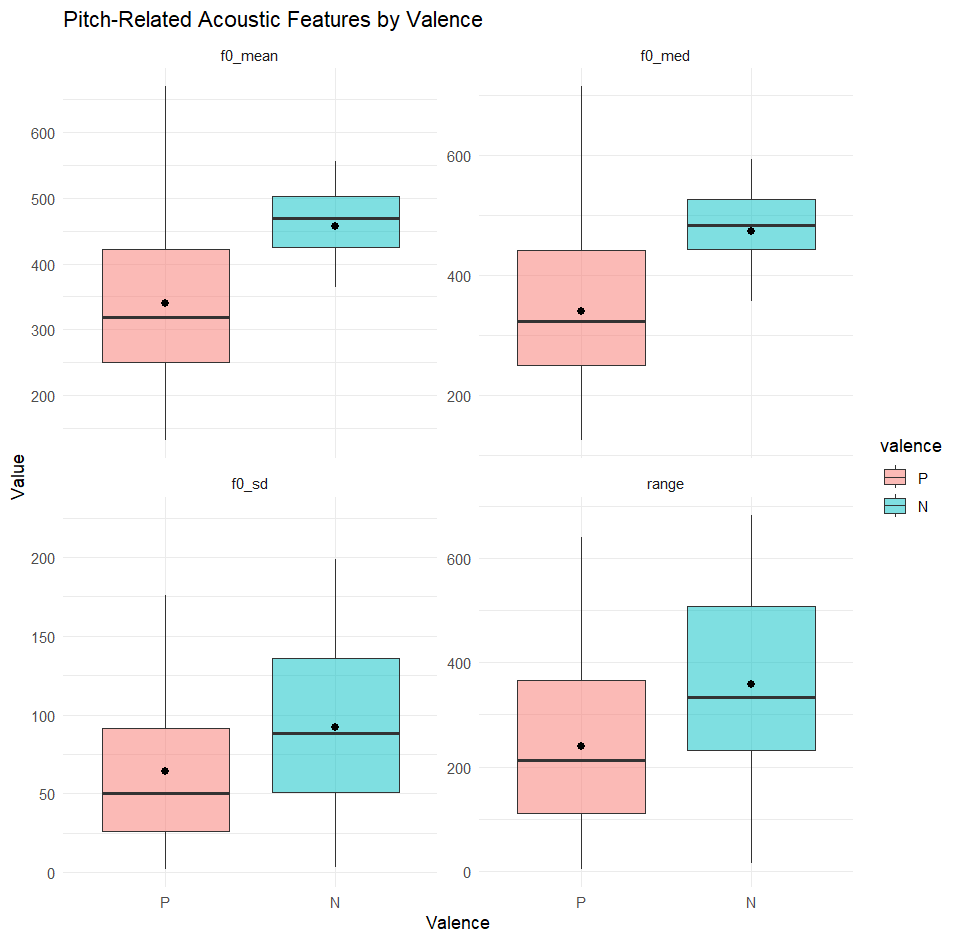 Pitch-Related Acoustic Features by Valence
f0_mean
f0_med
600
500
400
300
200
600
400
200
f0_sd
range
200
150
100
50
0
600
400
200
0
P
N
P
N
Value
Valence
valence
P
N